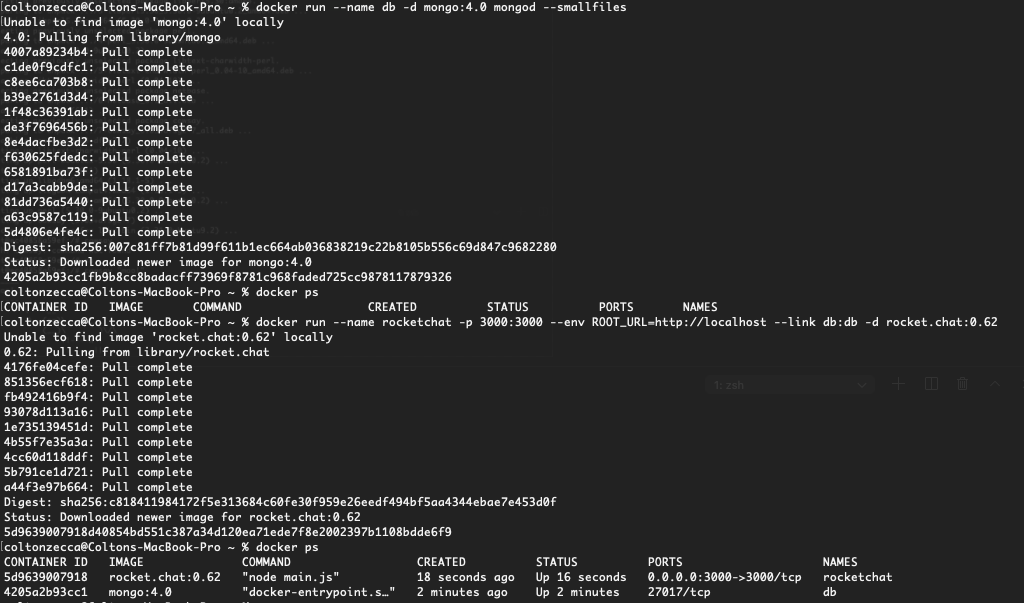 [coltonzecca@Coltons-MacBook-Pro ~ % docker run --name db -d mongo:4.0 mongod --smallfiles
Unable to find image 'mongo:4.0' locally
4.0: Pulling from library/mongo
4007a89234b4: Pull complete
c1de0f9cdfc1: Pull complete
c8ee6ca703b8: Pull complete
b39e2761d3d4: Pull complete
1f48c36391ab: Pull complete
de3f7696456b: Pull complete
8e4dacfbe3d2: Pull complete
f630625fdedc: Pull complete
6581891ba73f: Pull complete
d17a3cabb9de: Pull complete
81dd736a5440: Pull complete
a63c9587c119: Pull complete
5d4806e4fe4c: Pull complete
Digest: sha256:007c81ff7b81d99f611b1ec664ab036838219c22b8105b556c69d847c9682280
Status: Downloaded newer image for mongo:4.0
4205a2b93cc1fb9b8cc8badacff73969f8781c968faded725cc9878117879326
coltonzecca@Coltons-MacBook-Pro ~ % docker ps
[CONTAINER ID IMAGE COMMAND CREATED STATUS PORTS NAMES
[coltonzecca@Coltons-MacBook-Pro ~ % docker run --name rocketchat -p 3000:3000 --env ROOT_URL=http://localhost --link db:db -d rocket.chat:0.62
Unable to find image 'rocket.chat:0.62' locally
0.62: Pulling from library/rocket.chat
4176fe04cefe: Pull complete
851356ecf618: Pull complete
fb492416b9f4: Pull complete
93078d113a16: Pull complete
1e735139451d: Pull complete
1: zsh
4b55f7e35a3a: Pull complete
4cc60d118ddf: Pull complete
5b791ce1d721: Pull complete
a44f3e97b664: Pull complete
Digest: sha256:c818411984172f5e313684c60fe30f959e26eedf494bf5aa4344ebae7e453d0f
Status: Downloaded newer image for rocket.chat:0.62
5d9639007918d40854bd551c387a34d120ea71ede7f8e2002397b1108bdde6f9
[coltonzecca@Coltons-MacBook-Pro ~ % docker ps
CONTAINER ID IMAGE COMMAND CREATED STATUS PORTS NAMES
5d9639007918 rocket.chat:0.62 "node main.js" 18 seconds ago Up 16 seconds 0.0.0.0:3000->3000/tcp rocketchat
4205a2b93cc1 mongo:4.0 "docker-entrypoint.s…" 2 minutes ago Up 2 minutes 27017/tcp db